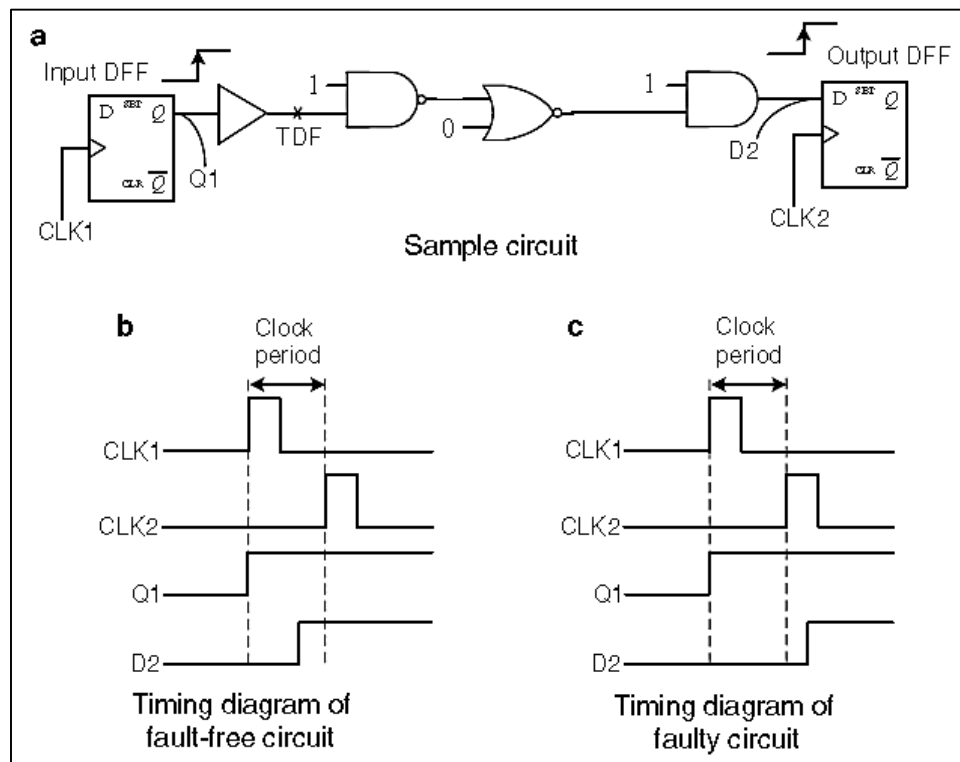 a
Input DFF
Output DFF
D SET Q
1
1
D SET Q
TDF
0
D2
Q1
CLR Q
CLR Q
CLK1
CLK2
Sample circuit
b
c
Clock
period
Clock
period
CLK1
CLK1
CLK2
CLK2
Q1
Q1
D2
D2
Timing diagram of
fault-free circuit
Timing diagram of
faulty circuit